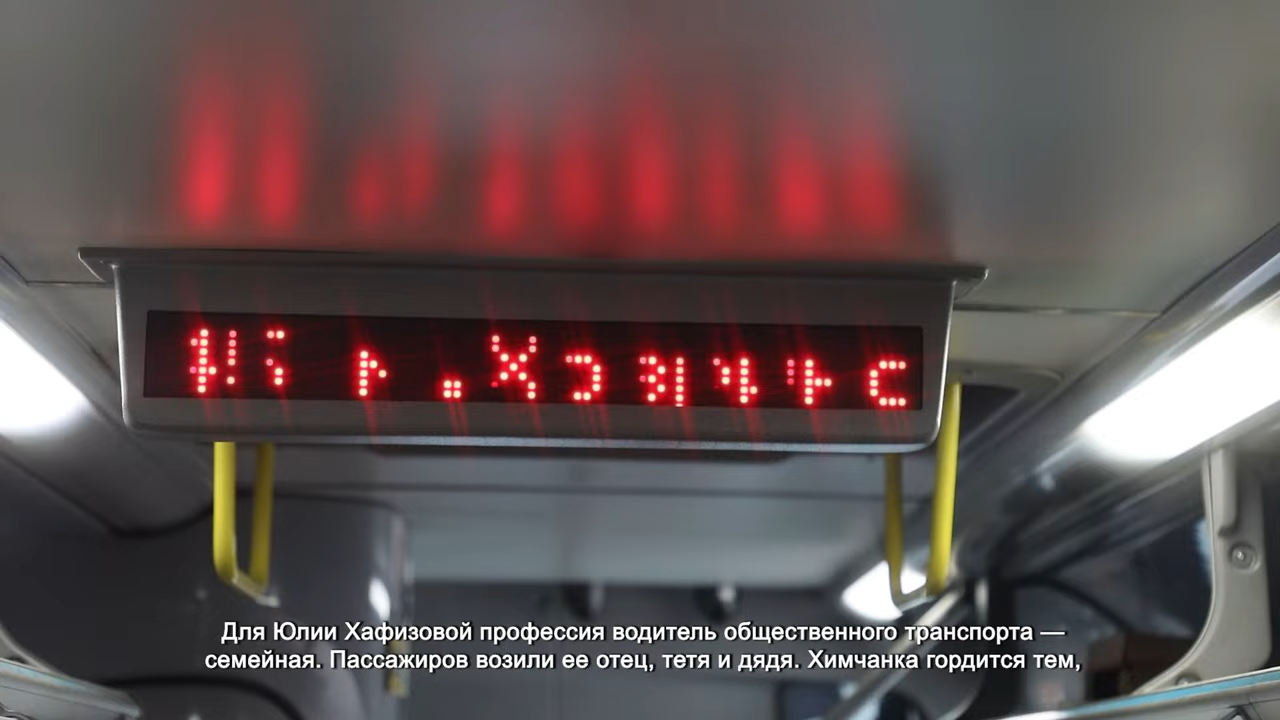 Для Юлии Хафизовой профессия водитель общественного транспорта —
семейная. Пассажиров возили ее отец, тетя и дядя. Химчанка гордится тем,